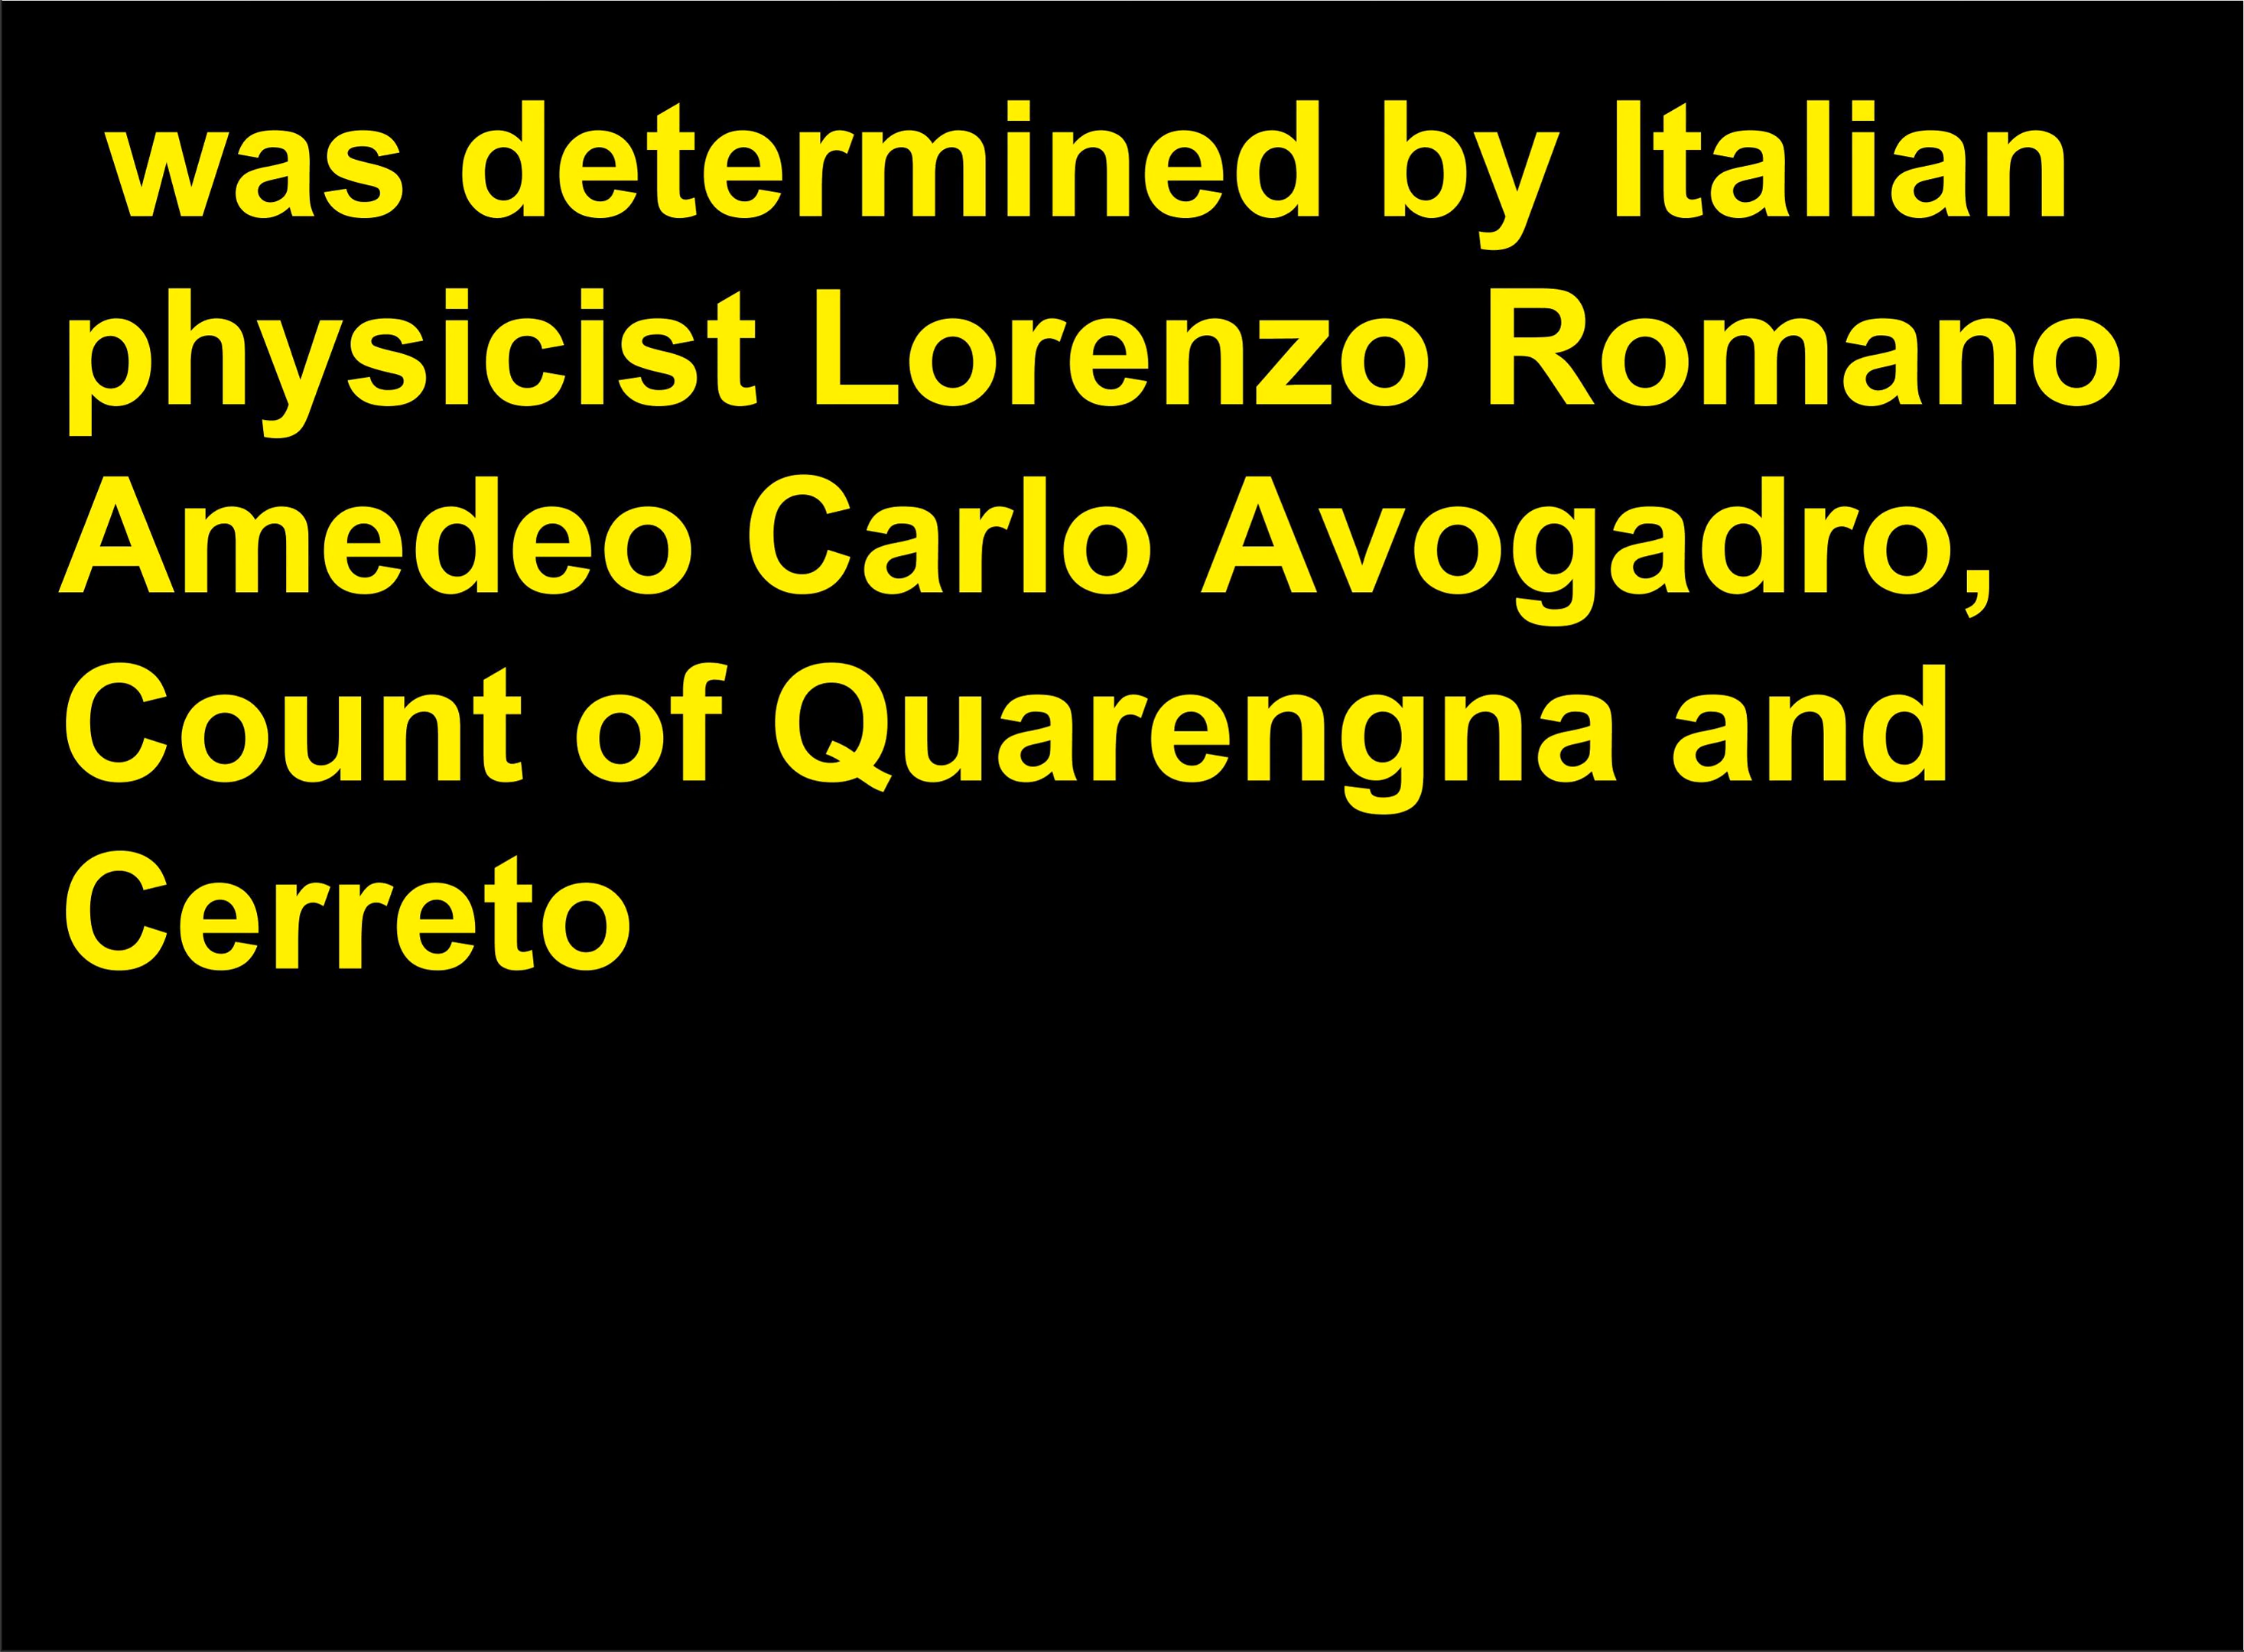 was determined by Italian
physicist Lorenzo Romano
Amedeo Carlo Avogadro,
Count of Quarengna and
Cerreto